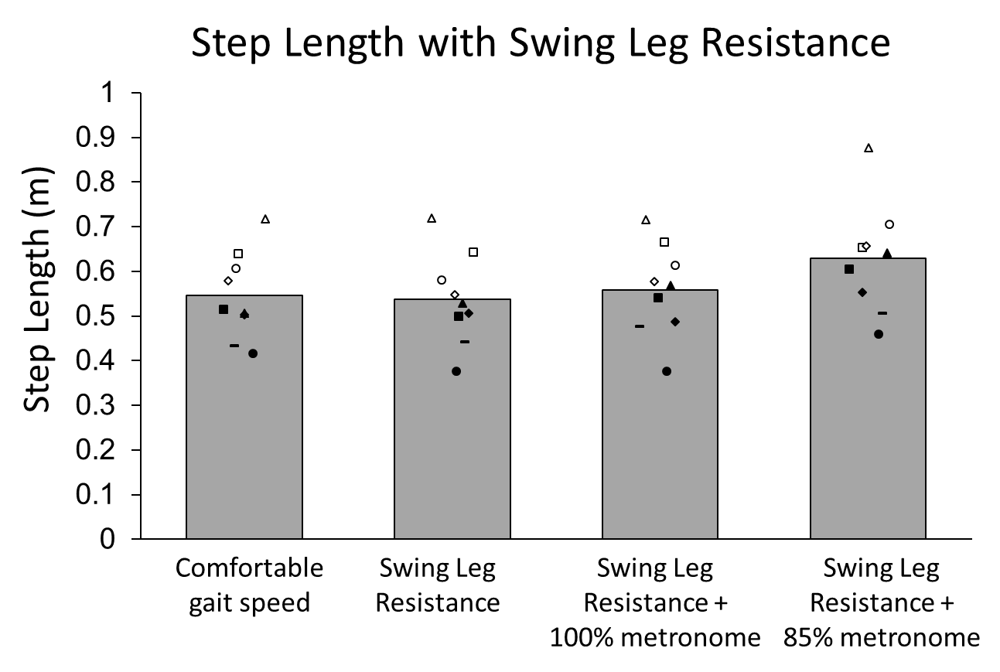 Step Length with Swing Leg Resistance
Step Length (m)
1
0.9
0.8
0.7
0.6
0.5
0.4
0.3
0.2
0.1
0
Comfortable
gait speed
Swing Leg
Resistance
Swing Leg
Resistance +
100% metronome
Swing Leg
Resistance +
85% metronome